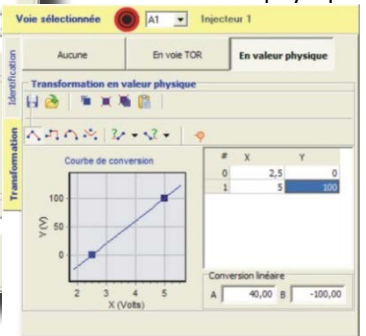 Voie sélectionnée A1 Injecteur 1
Identification
Transformation
Aucune En voie TOR En valeur physique
Transformation en valeur physique
Courbe de conversion
Y (V)
100
50
0
2 3 4 5
X (Volts)
# X Y
0 2,5 0
1 5 100
Conversion linéaire
A 40,00 B -100,00